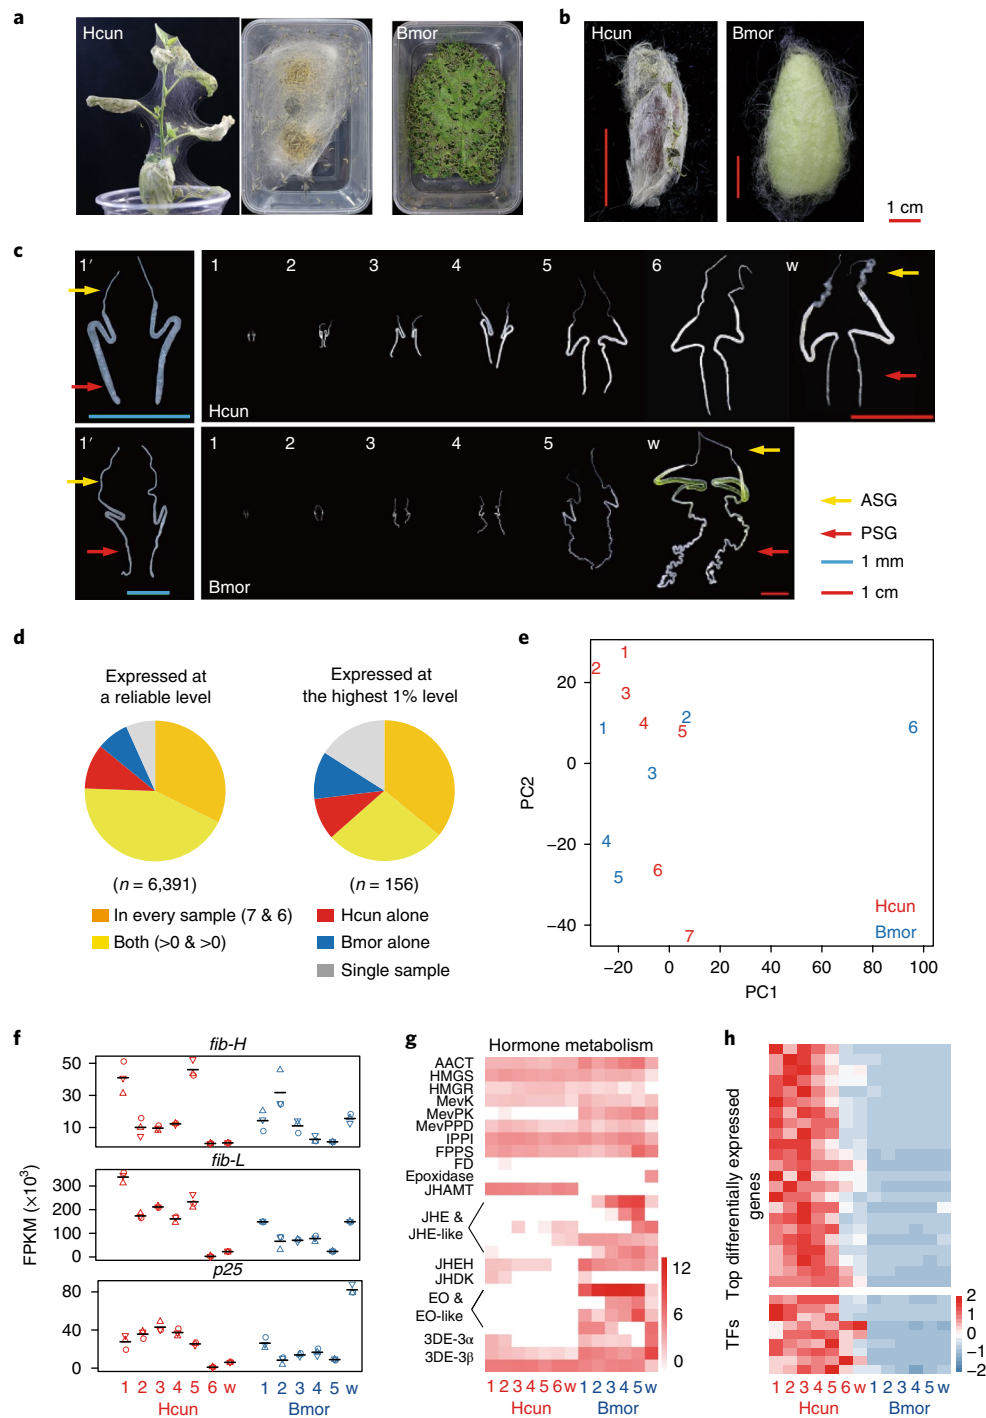 a
Hcun
Bmor
b
Hcun
Bmor
1 cm
c
1′
1 2 3 4 5 6 w
Hcun
1′
1 2 3 4 5 w
Bmor
ASG
PSG
1 mm
1 cm
d
Expressed at
a reliable level
(n = 6,391)
Expressed at
the highest 1% level
(n = 156)
In every sample (7 & 6)
Both (>0 & >0)
Hcun alone
Bmor alone
Single sample
e
PC2
20
0
−20
−40
1
2
3
4
5
6
7
1
2
3
4
5
6
Hcun
Bmor
−20 0 20 40 60 80 100
PC1
f
FPKM (×10³)
fib-H
50
30
10
fib-L
300
200
100
0
p25
80
40
0
1 2 3 4 5 6 w 1 2 3 4 5 w
Hcun Bmor
g
Hormone metabolism
AACT
HMGS
HMGR
MevK
MevPK
MevPPD
IPPI
FPPS
FD
Epoxidase
JHAMT
JHE &
JHE-like
JHEH
JHDK
EO &
EO-like
3DE-3α
3DE-3β
12
6
0
1 2 3 4 5 6 w 1 2 3 4 5 w
Hcun Bmor
h
Top differentially expressed
genes
TFs
2
1
0
−1
−2
1 2 3 4 5 6 w 1 2 3 4 5 w
Hcun Bmor